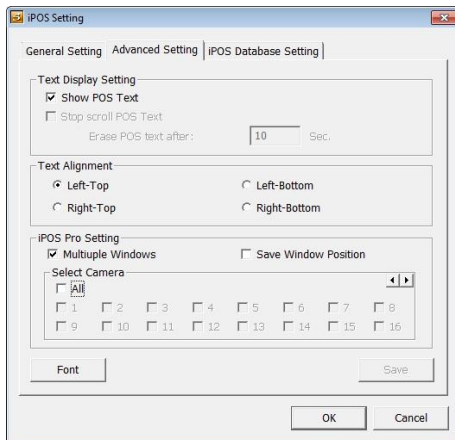 iPOS Setting
General Setting Advanced Setting iPOS Database Setting
Text Display Setting
Show POS Text
Stop scroll POS Text
Erase POS text after: 10 Sec.
Text Alignment
Left-Top Left-Bottom
Right-Top Right-Bottom
iPOS Pro Setting
Multiuple Windows Save Window Position
Select Camera
All
1 2 3 4 5 6 7 8
9 10 11 12 13 14 15 16
Font Save
OK Cancel